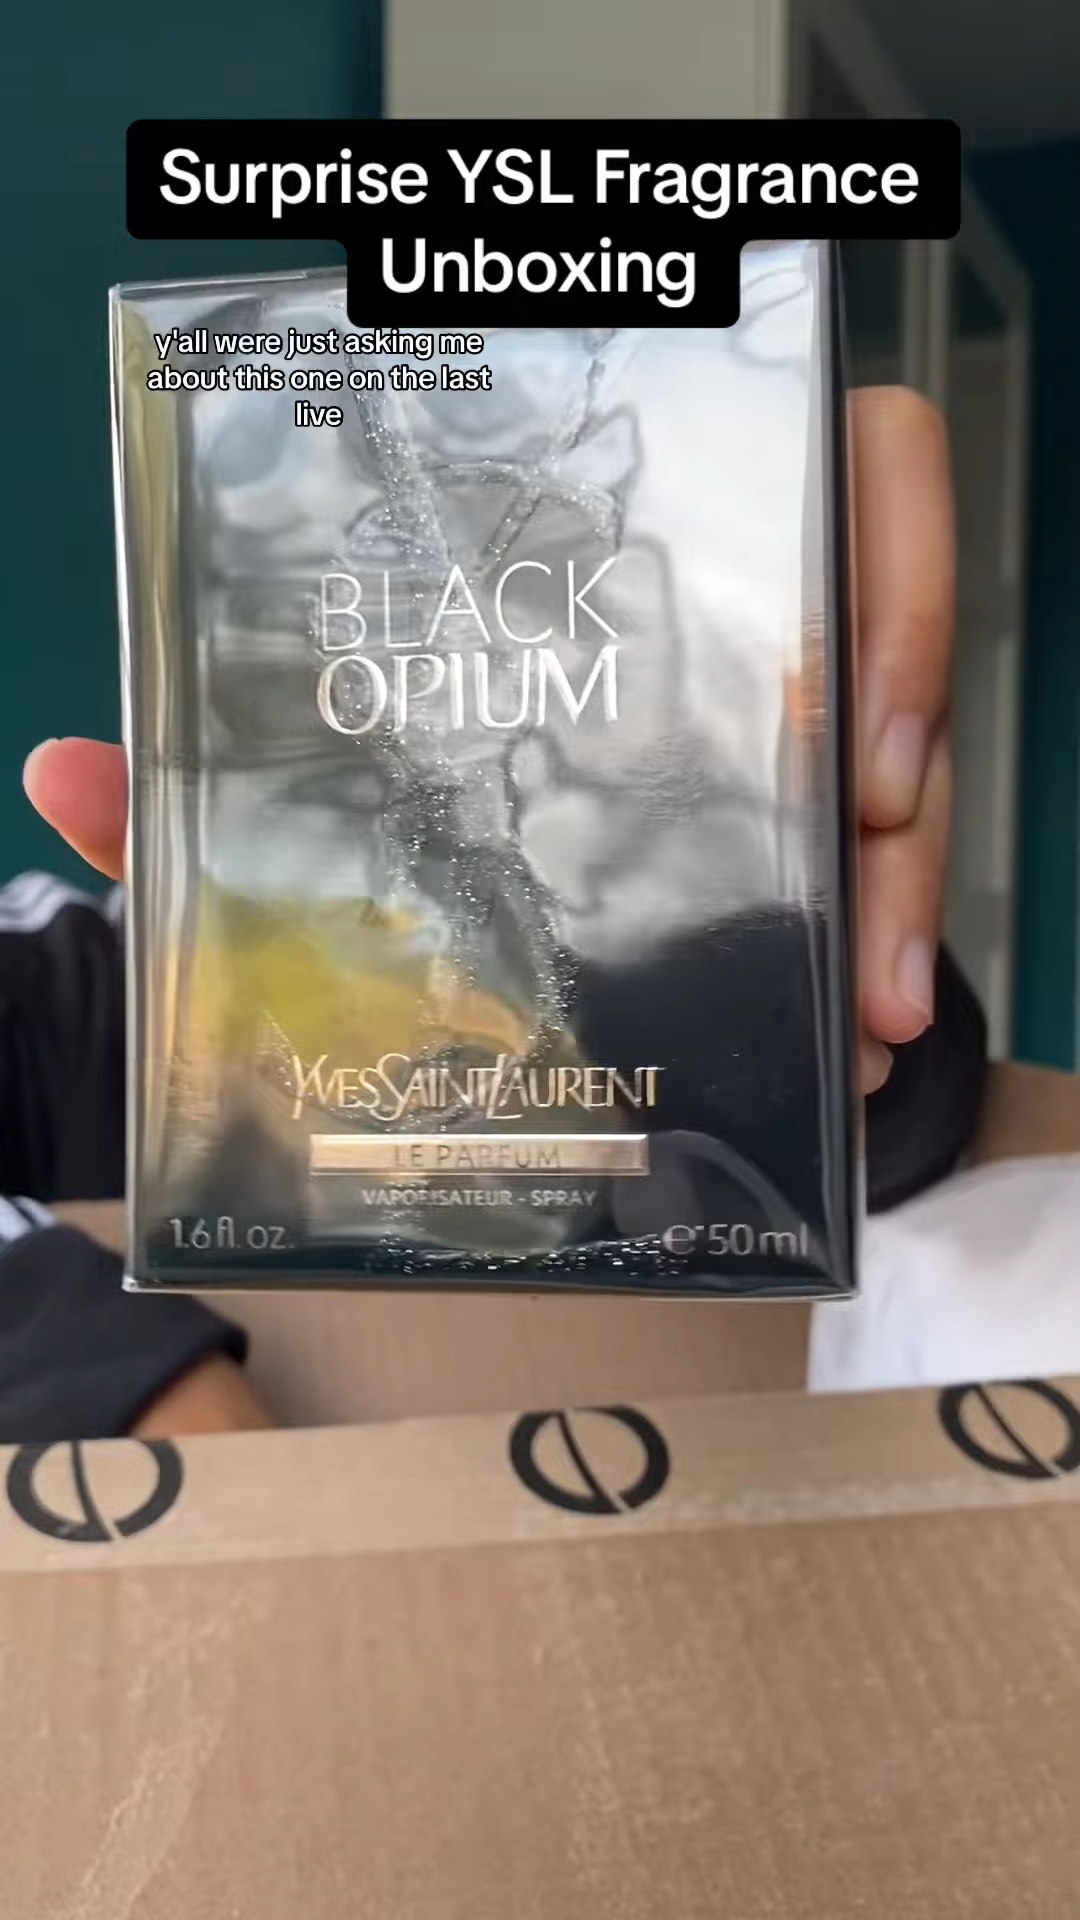 Surprise YSL Fragrance
Unboxing
y'all were just asking me
about this one on the last
live
BLACK
OPIUM
YVESSAINTLAURENT
LE PARFUM
VAPORISATEUR - SPRAY
1.6 fl. oz. e 50 ml